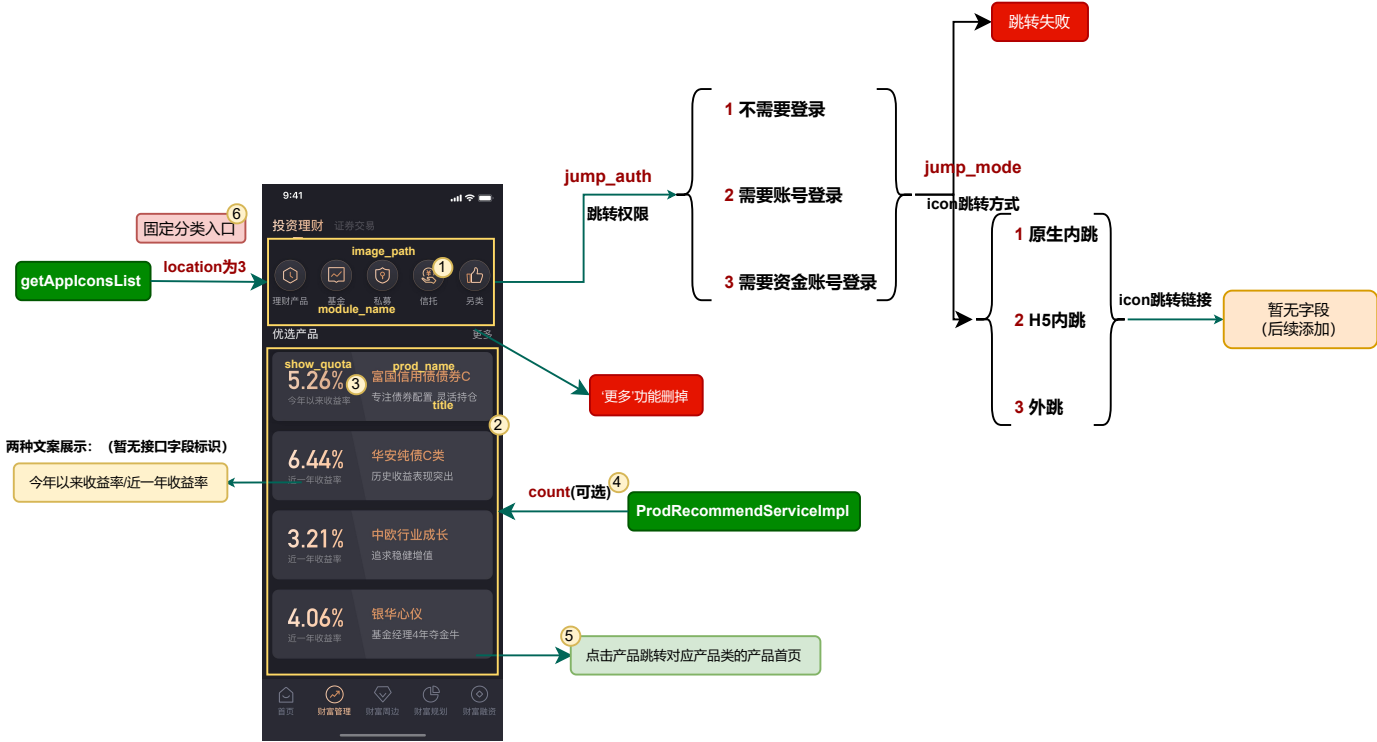 跳转失败
1 不需要登录
jump_auth
跳转权限
2 需要账号登录
3 需要资金账号登录
jump_mode
icon跳转方式
1 原生内跳
2 H5内跳
3 外跳
icon跳转链接
暂无字段
（后续添加）
6
固定分类入口
getAppIconsList
location为3
9:41
投资理财 证券交易
image_path
1
理财产品 基金 私募 信托 另类
module_name
优选产品 更多
'更多'功能删掉
show_quota prod_name
5.26% 3 富国信用债债券C
今年以来收益率 专注债券配置 灵活持仓
title
2
两种文案展示：（暂无接口字段标识）
今年以来收益率/近一年收益率
6.44% 华安纯债C类
近一年收益率 历史收益表现突出
count(可选) 4
ProdRecommendServiceImpl
3.21% 中欧行业成长
近一年收益率 追求稳健增值
4.06% 银华心仪
近一年收益率 基金经理4年夺金牛
5
点击产品跳转对应产品类的产品首页
首页 财富管理 财富周边 财富规划 财富融资